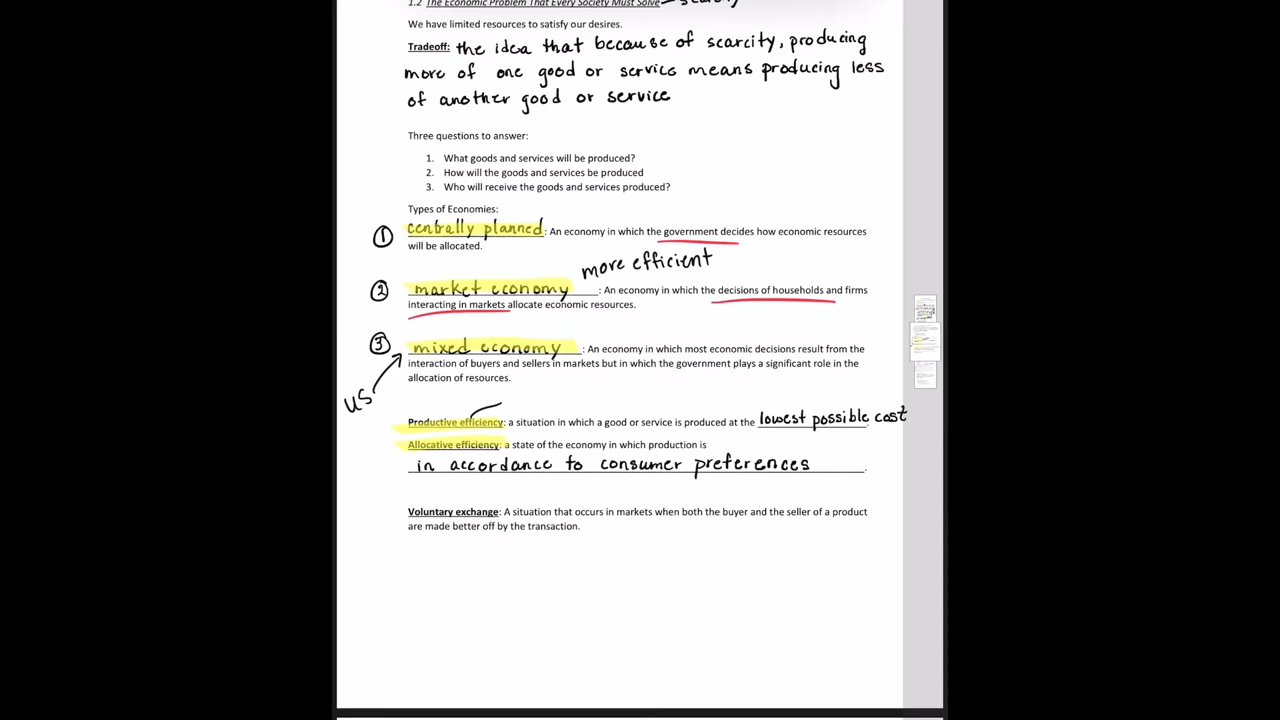 1.2 The Economic Problem That Every Society Must Solve
We have limited resources to satisfy our desires.
Tradeoff: the idea that because of scarcity, producing
more of one good or service means producing less
of another good or service
Three questions to answer:
1. What goods and services will be produced?
2. How will the goods and services be produced
3. Who will receive the goods and services produced?
Types of Economies:
① centrally planned: An economy in which the government decides how economic resources
will be allocated.
more efficient
② market economy: An economy in which the decisions of households and firms
interacting in markets allocate economic resources.
③ mixed economy: An economy in which most economic decisions result from the
interaction of buyers and sellers in markets but in which the government plays a significant role in the
allocation of resources.
US
Productive efficiency: a situation in which a good or service is produced at the lowest possible cost.
Allocative efficiency: a state of the economy in which production is
in accordance to consumer preferences.
Voluntary exchange: A situation that occurs in markets when both the buyer and the seller of a product
are made better off by the transaction.